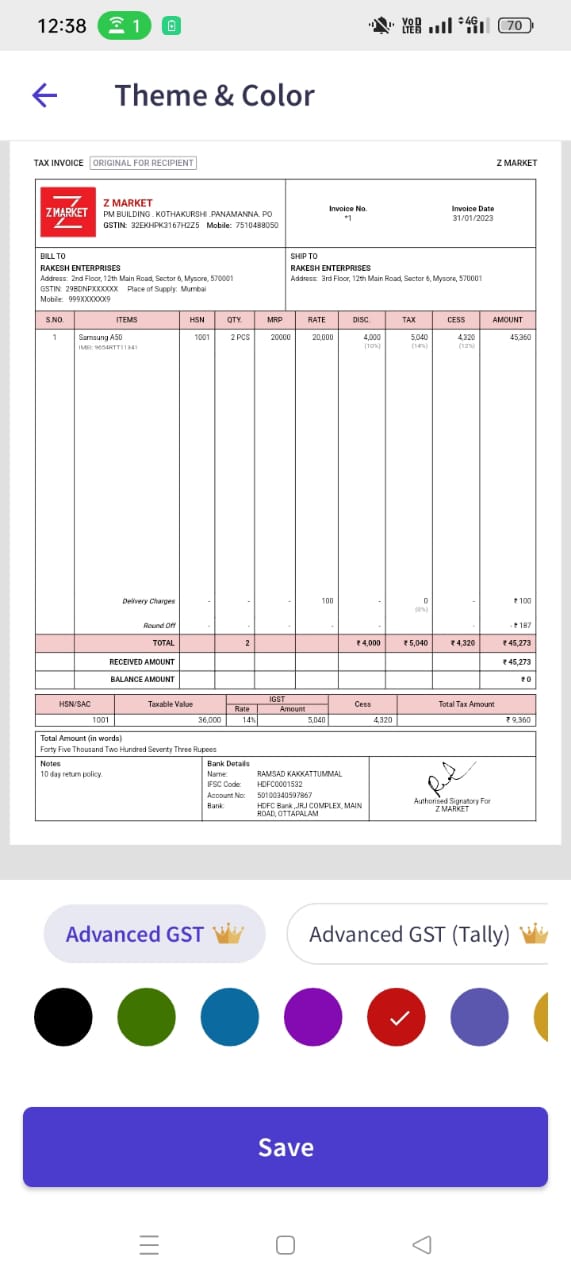 12:38
1
VoD
LTE2
4G
70
Theme & Color
TAX INVOICE ORIGINAL FOR RECIPIENT Z MARKET
Z MARKET
Z MARKET
PM BUILDING . KOTHAKURSHI .PANAMANNA. PO
GSTIN: 32EKHPK3167H2Z5 Mobile: 7510488050
Invoice No. Invoice Date
*1 31/01/2023
BILL TO SHIP TO
RAKESH ENTERPRISES RAKESH ENTERPRISES
Address: 2nd Floor, 12th Main Road, Sector 6, Mysore, 570001 Address: 3rd Floor, 12th Main Road, Sector 6, Mysore, 570001
GSTIN: 29BDNPXXXXXX Place of Supply: Mumbai
Mobile: 999XXXXXX9
S.NO. ITEMS HSN QTY. MRP RATE DISC. TAX CESS AMOUNT
1 Samsung A50 1001 2 PCS 20000 20,000 4,000 5,040 4,320 45,360
IMEI: 9654RTT11341 (10%) (14%) (12%)
Delivery Charges - - - 100 - 0 - ₹ 100
(0%)
Round Off - - - - - - - -₹ 187
TOTAL 2 ₹ 4,000 ₹ 5,040 ₹ 4,320 ₹ 45,273
RECEIVED AMOUNT ₹ 45,273
BALANCE AMOUNT ₹ 0
HSN/SAC Taxable Value IGST Cess Total Tax Amount
Rate Amount
1001 36,000 14% 5,040 4,320 ₹ 9,360
Total Amount (in words)
Forty Five Thousand Two Hundred Seventy Three Rupees
Notes
10 day return policy.
Bank Details
Name: RAMSAD KAKKATTUMMAL
IFSC Code: HDFC0001532
Account No: 50100340597867
Bank: HDFC Bank ,JRJ COMPLEX, MAIN
ROAD, OTTAPALAM
Authorised Signatory For
Z MARKET
Advanced GST Advanced GST (Tally)
Save